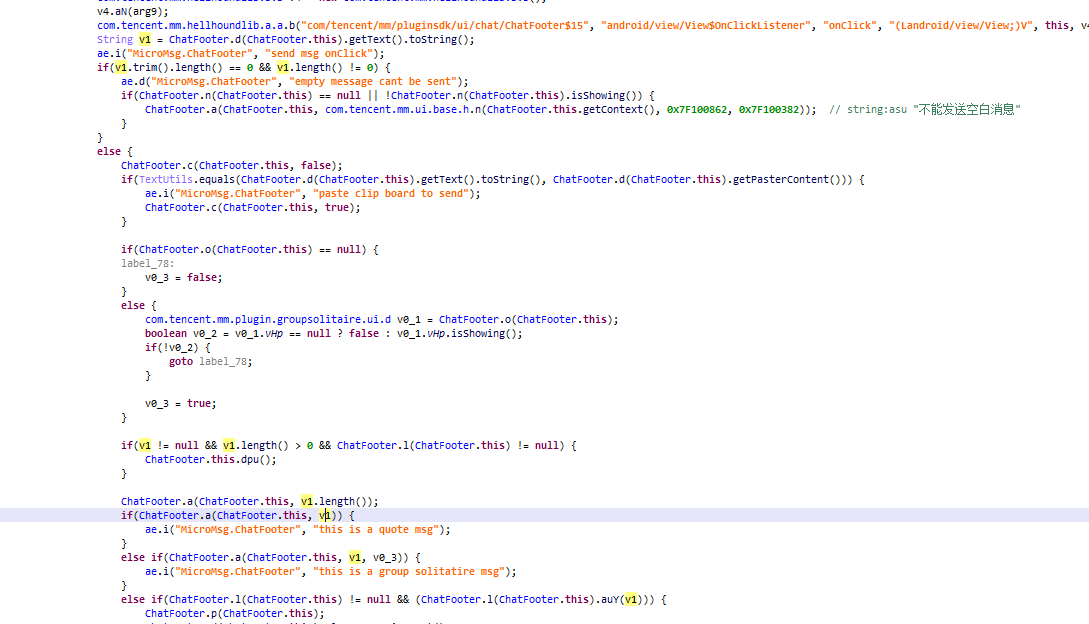 v4.aN(arg9);
com.tencent.mm.hellhoundlib.a.a.b("com/tencent/mm/pluginsdk/ui/chat/ChatFooter$15", "android/view/View$OnClickListener", "onClick", "(Landroid/view/View;)V", this, v4
String v1 = ChatFooter.d(ChatFooter.this).getText().toString();
ae.i("MicroMsg.ChatFooter", "send msg onClick");
if(v1.trim().length() == 0 && v1.length() != 0) {
ae.d("MicroMsg.ChatFooter", "empty message cant be sent");
if(ChatFooter.n(ChatFooter.this) == null || !ChatFooter.n(ChatFooter.this).isShowing()) {
ChatFooter.a(ChatFooter.this, com.tencent.mm.ui.base.h.n(ChatFooter.this.getContext(), 0x7F100862, 0x7F100382));  // string:asu "不能发送空白消息"
}
}
else {
ChatFooter.c(ChatFooter.this, false);
if(TextUtils.equals(ChatFooter.d(ChatFooter.this).getText().toString(), ChatFooter.d(ChatFooter.this).getPasterContent())) {
ae.i("MicroMsg.ChatFooter", "paste clip board to send");
ChatFooter.c(ChatFooter.this, true);
}
if(ChatFooter.o(ChatFooter.this) == null) {
label_78:
v0_3 = false;
}
else {
com.tencent.mm.plugin.groupsolitaire.ui.d v0_1 = ChatFooter.o(ChatFooter.this);
boolean v0_2 = v0_1.vHp == null ? false : v0_1.vHp.isShowing();
if(!v0_2) {
goto label_78;
}
v0_3 = true;
}
if(v1 != null && v1.length() > 0 && ChatFooter.l(ChatFooter.this) != null) {
ChatFooter.this.dpu();
}
ChatFooter.a(ChatFooter.this, v1.length());
if(ChatFooter.a(ChatFooter.this, v1)) {
ae.i("MicroMsg.ChatFooter", "this is a quote msg");
}
else if(ChatFooter.a(ChatFooter.this, v1, v0_3)) {
ae.i("MicroMsg.ChatFooter", "this is a group solitatire msg");
}
else if(ChatFooter.l(ChatFooter.this) != null && (ChatFooter.l(ChatFooter.this).auY(v1))) {
ChatFooter.p(ChatFooter.this);